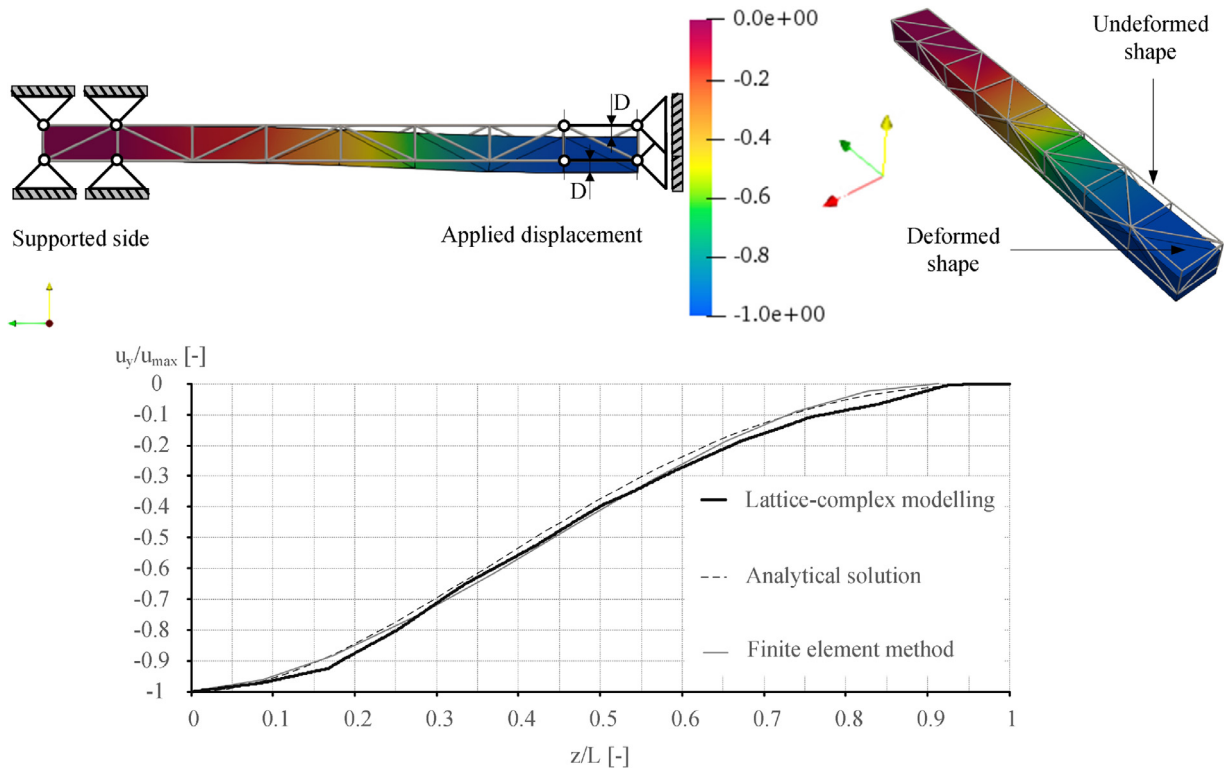 D
D
Supported side
Applied displacement
0.0e+00
-0.2
-0.4
-0.6
-0.8
-1.0e+00
Undeformed
shape
Deformed
shape
uy/umax [-]
0
-0.1
-0.2
-0.3
-0.4
-0.5
-0.6
-0.7
-0.8
-0.9
-1
Lattice-complex modelling
Analytical solution
Finite element method
0 0.1 0.2 0.3 0.4 0.5 0.6 0.7 0.8 0.9 1
z/L [-]